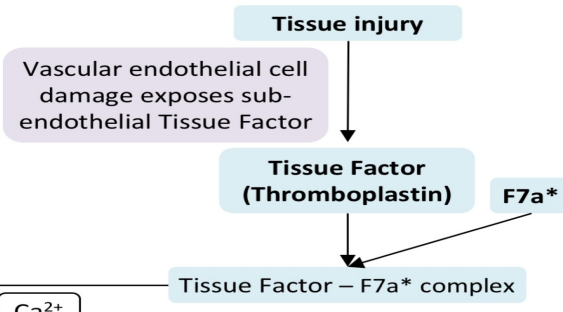 Tissue injury
Vascular endothelial cell
damage exposes sub-
endothelial Tissue Factor
Tissue Factor
(Thromboplastin)
F7a*
Tissue Factor – F7a* complex
Ca²⁺